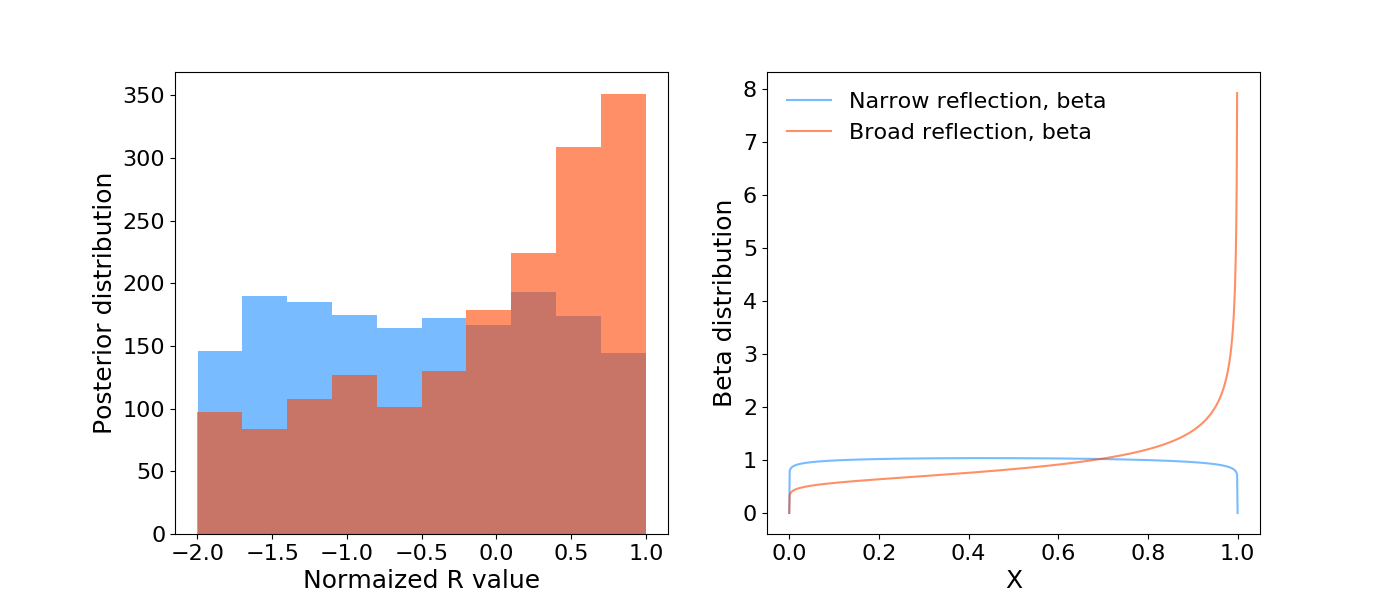 Posterior distribution
350
300
250
200
150
100
50
0
−2.0 −1.5 −1.0 −0.5 0.0 0.5 1.0
Normaized R value
Beta distribution
8
7
6
5
4
3
2
1
0
Narrow reflection, beta
Broad reflection, beta
0.0 0.2 0.4 0.6 0.8 1.0
X